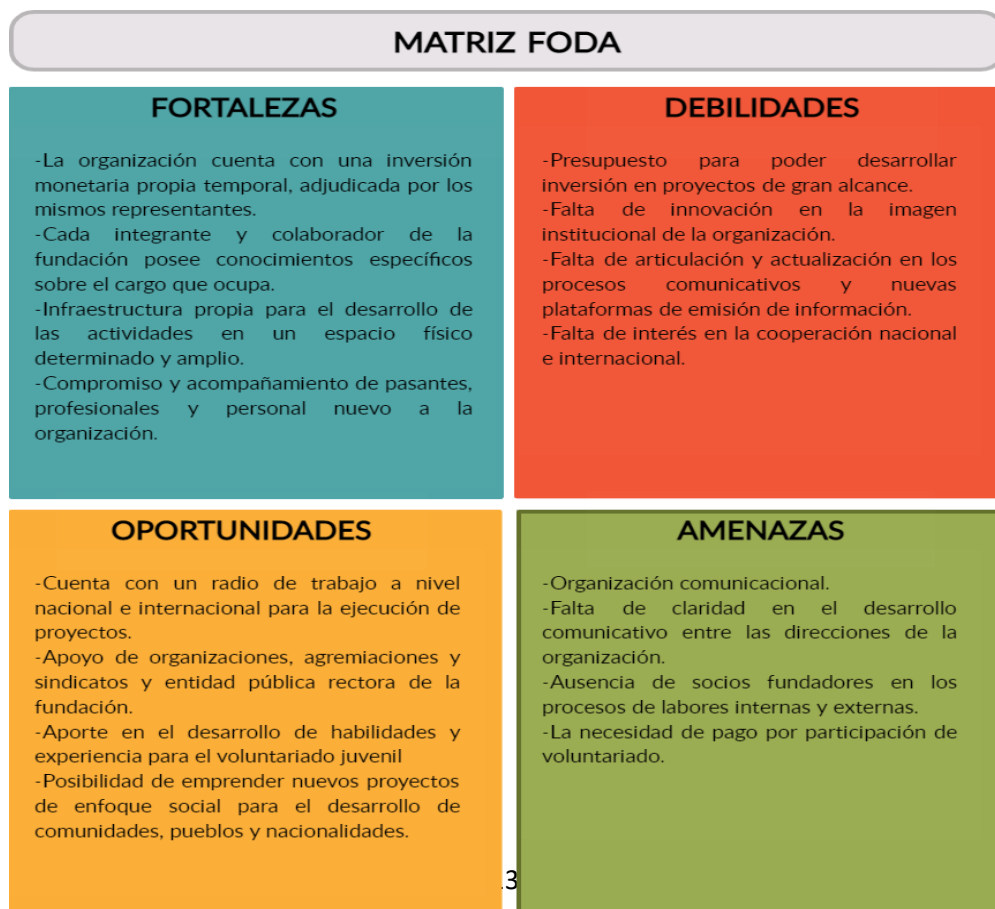 MATRIZ FODA
FORTALEZAS
-La organización cuenta con una inversión
monetaria propia temporal, adjudicada por los
mismos representantes.
-Cada integrante y colaborador de la
fundación posee conocimientos específicos
sobre el cargo que ocupa.
-Infraestructura propia para el desarrollo de
las actividades en un espacio físico
determinado y amplio.
-Compromiso y acompañamiento de pasantes,
profesionales y personal nuevo a la
organización.
DEBILIDADES
-Presupuesto para poder desarrollar
inversión en proyectos de gran alcance.
-Falta de innovación en la imagen
institucional de la organización.
-Falta de articulación y actualización en los
procesos comunicativos y nuevas
plataformas de emisión de información.
-Falta de interés en la cooperación nacional
e internacional.
OPORTUNIDADES
-Cuenta con un radio de trabajo a nivel
nacional e internacional para la ejecución de
proyectos.
-Apoyo de organizaciones, agremiaciones y
sindicatos y entidad pública rectora de la
fundación.
-Aporte en el desarrollo de habilidades y
experiencia para el voluntariado juvenil
-Posibilidad de emprender nuevos proyectos
de enfoque social para el desarrollo de
comunidades, pueblos y nacionalidades.
AMENAZAS
-Organización comunicacional.
-Falta de claridad en el desarrollo
comunicativo entre las direcciones de la
organización.
-Ausencia de socios fundadores en los
procesos de labores internas y externas.
-La necesidad de pago por participación de
voluntariado.